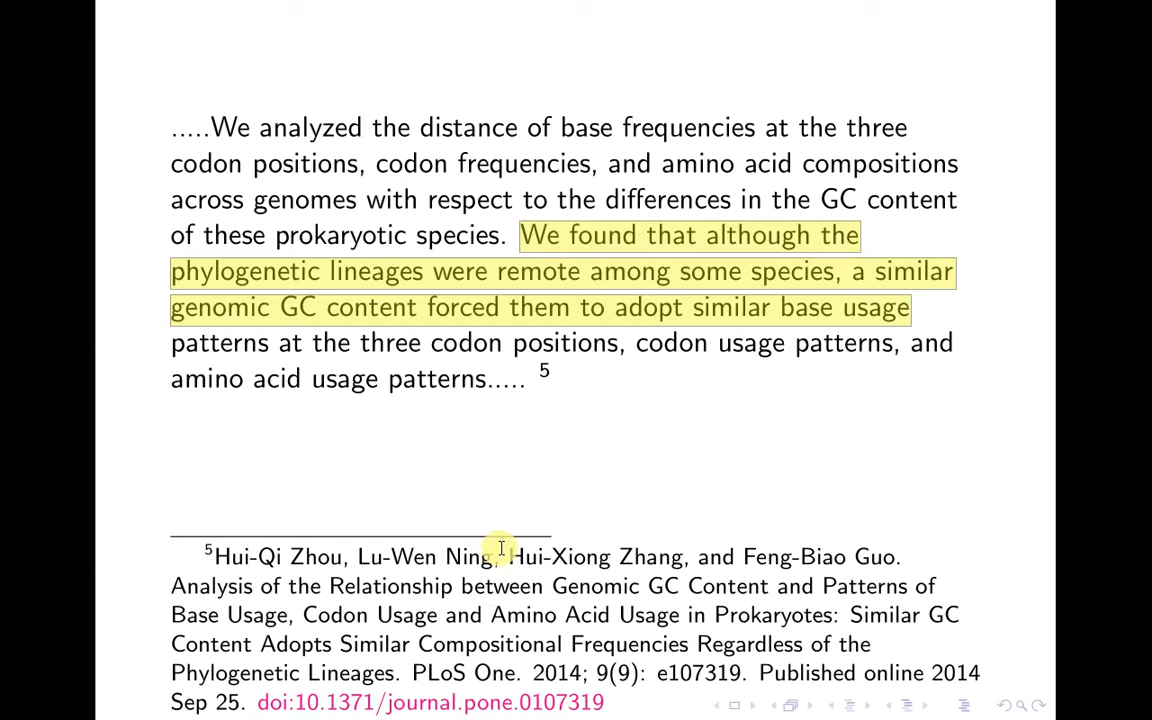 .....We analyzed the distance of base frequencies at the three
codon positions, codon frequencies, and amino acid compositions
across genomes with respect to the differences in the GC content
of these prokaryotic species. We found that although the
phylogenetic lineages were remote among some species, a similar
genomic GC content forced them to adopt similar base usage
patterns at the three codon positions, codon usage patterns, and
amino acid usage patterns..... 5
5Hui-Qi Zhou, Lu-Wen Ning, Hui-Xiong Zhang, and Feng-Biao Guo.
Analysis of the Relationship between Genomic GC Content and Patterns of
Base Usage, Codon Usage and Amino Acid Usage in Prokaryotes: Similar GC
Content Adopts Similar Compositional Frequencies Regardless of the
Phylogenetic Lineages. PLoS One. 2014; 9(9): e107319. Published online 2014
Sep 25. doi:10.1371/journal.pone.0107319